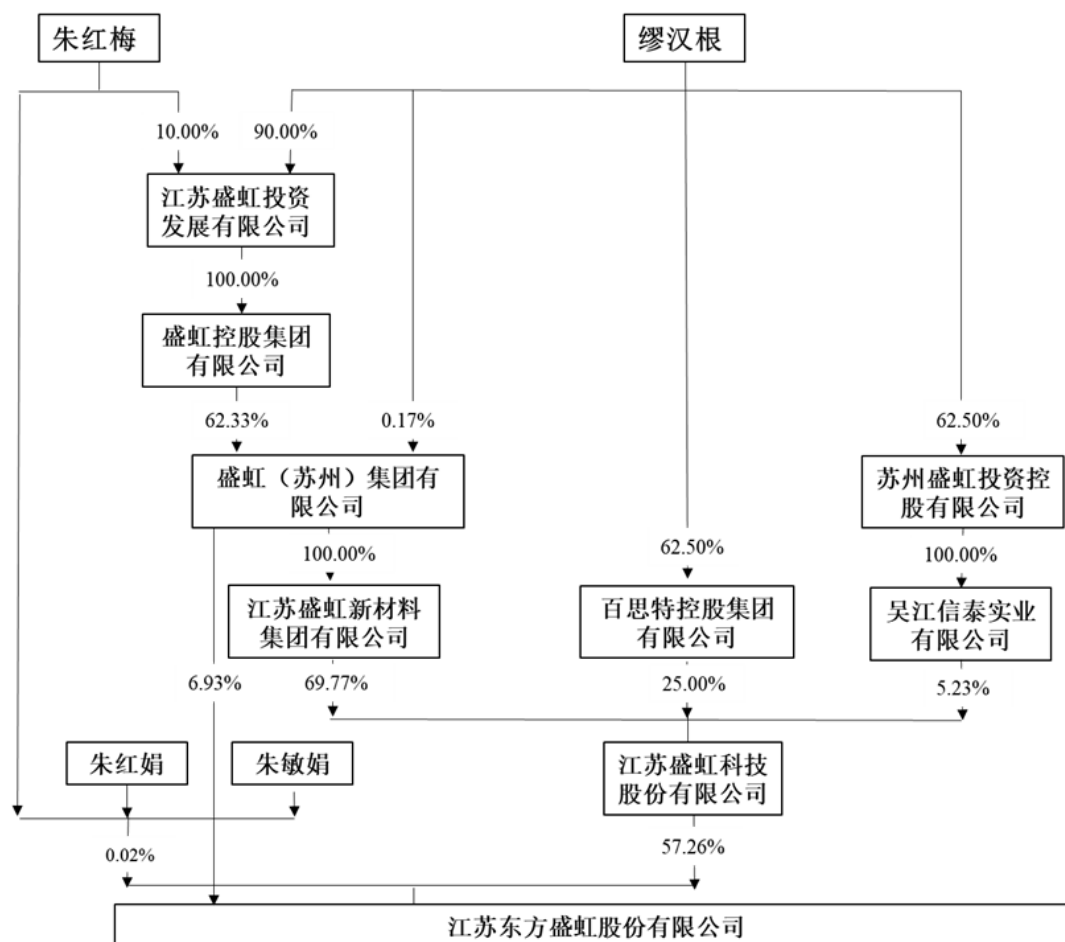 朱红梅
缪汉根
10.00%
90.00%
江苏盛虹投资
发展有限公司
100.00%
盛虹控股集团
有限公司
62.33%
0.17%
62.50%
盛虹（苏州）集团有
限公司
苏州盛虹投资控
股有限公司
100.00%
62.50%
100.00%
江苏盛虹新材料
集团有限公司
百思特控股集团
有限公司
吴江信泰实业
有限公司
6.93%
69.77%
25.00%
5.23%
朱红娟
朱敏娟
江苏盛虹科技
股份有限公司
0.02%
57.26%
江苏东方盛虹股份有限公司